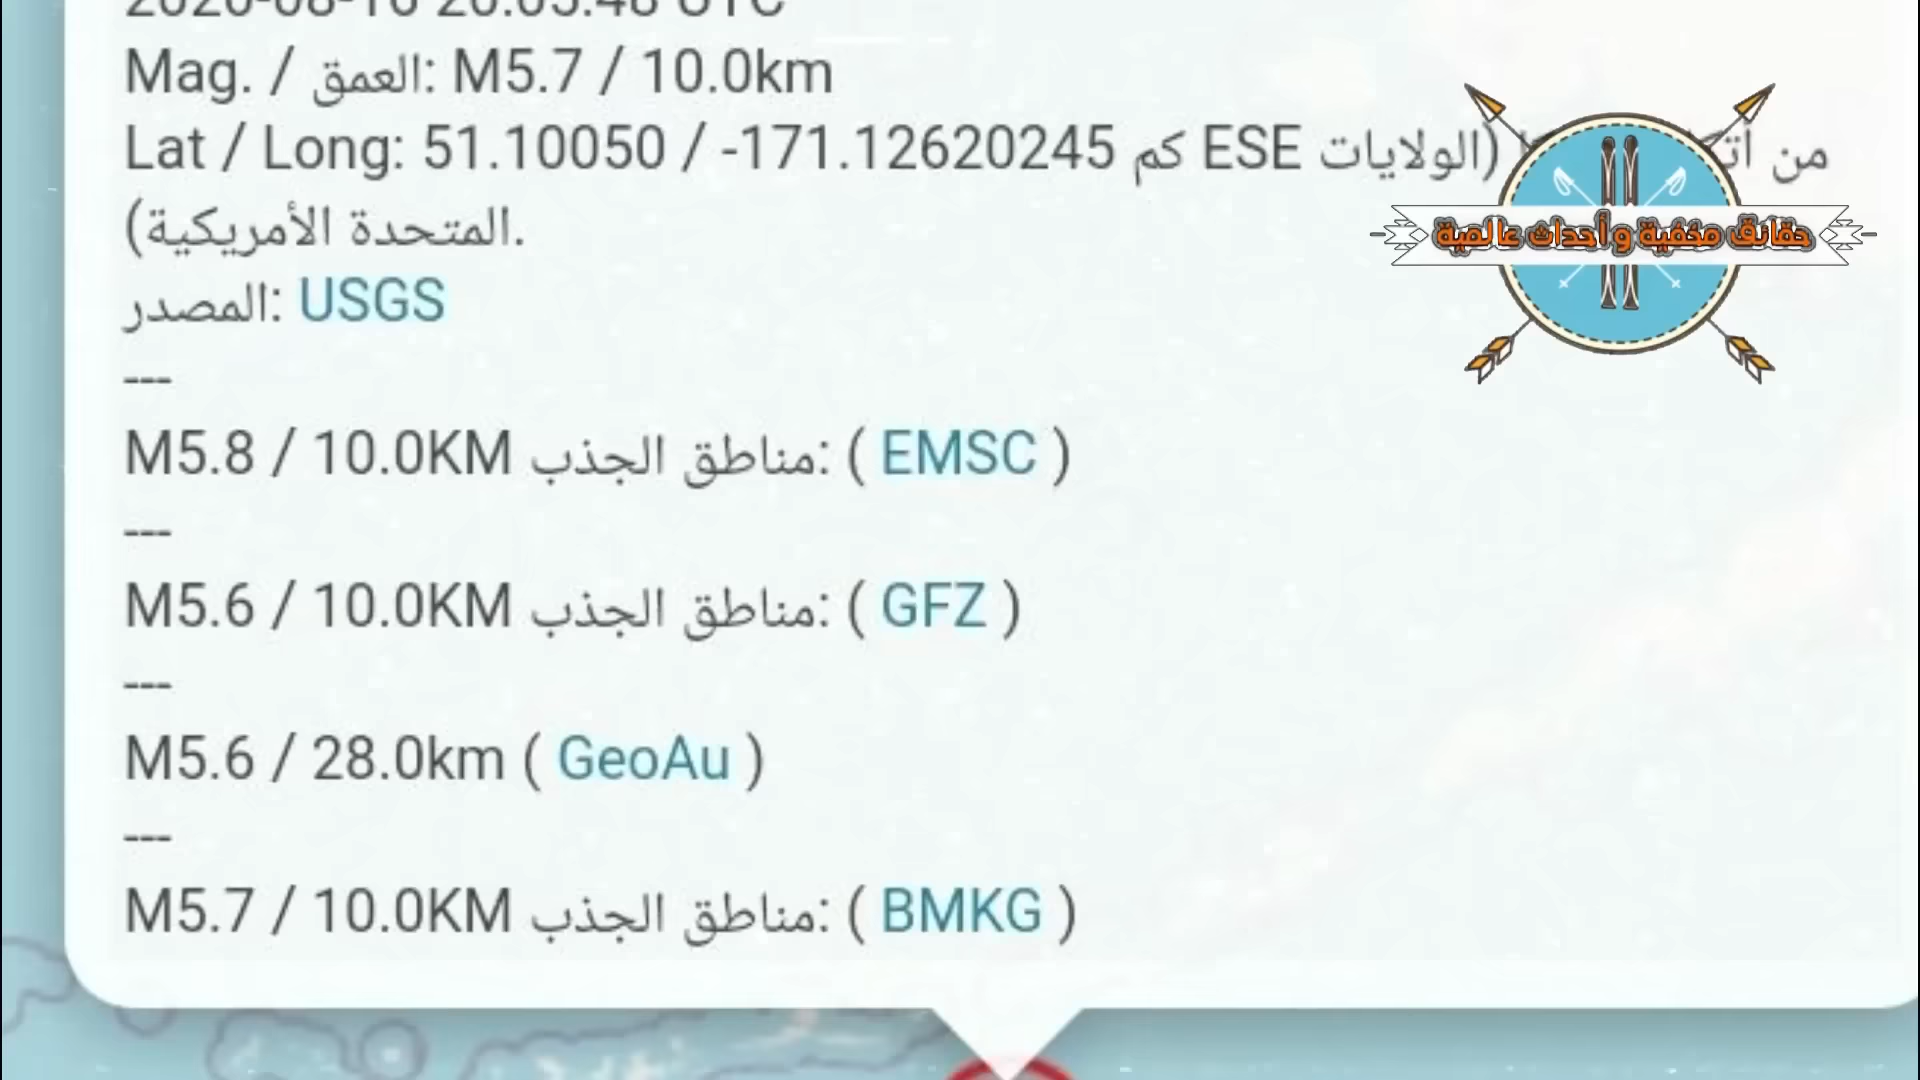 Mag. / العمق: M5.7 / 10.0km
Lat / Long: 51.10050 / -171.12620245 كم ESE من (الولايات
المتحدة الأمريكية).
المصدر: USGS
---
M5.8 / 10.0KM مناطق الجذب: ( EMSC )
---
M5.6 / 10.0KM مناطق الجذب: ( GFZ )
---
M5.6 / 28.0km ( GeoAu )
---
M5.7 / 10.0KM مناطق الجذب: ( BMKG )
حقائق مخفية و أحداث عالمية